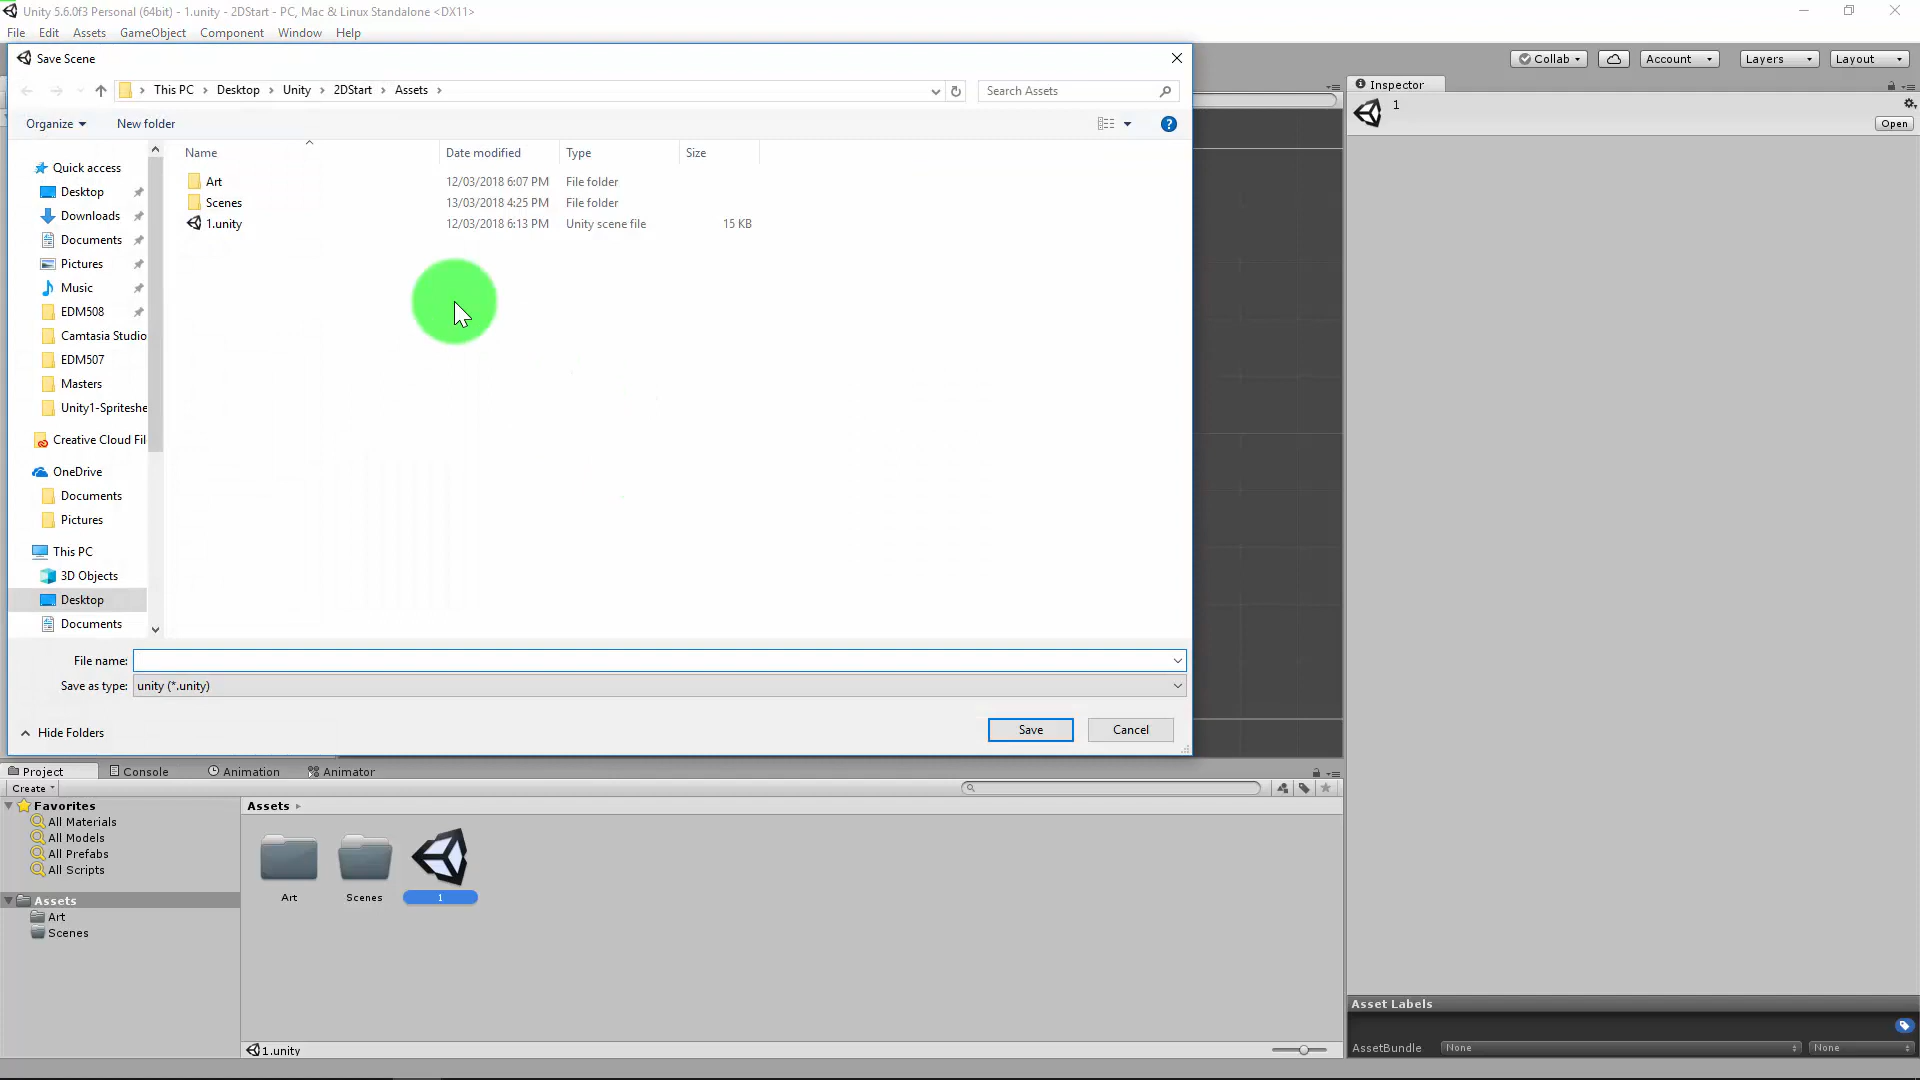 Unity 5.6.0f3 Personal (64bit) - 1.unity - 2DStart - PC, Mac & Linux Standalone <DX11>
File Edit Assets GameObject Component Window Help
Save Scene
Collab Account Layers Layout
This PC Desktop Unity 2DStart Assets Search Assets
Inspector
1
Open
Organize New folder
Name Date modified Type Size
Art 12/03/2018 6:07 PM File folder
Scenes 13/03/2018 4:25 PM File folder
1.unity 12/03/2018 6:13 PM Unity scene file 15 KB
Quick access
Desktop
Downloads
Documents
Pictures
Music
EDM508
Camtasia Studio
EDM507
Masters
Unity1-Spriteshe
Creative Cloud Fil
OneDrive
Documents
Pictures
This PC
3D Objects
Desktop
Documents
File name:
Save as type: unity (*.unity)
Hide Folders Save Cancel
Project Console Animation Animator
Create
Favorites
All Materials
All Models
All Prefabs
All Scripts
Assets
Art
Scenes
Assets
Art Scenes 1
1.unity
Asset Labels
AssetBundle None None